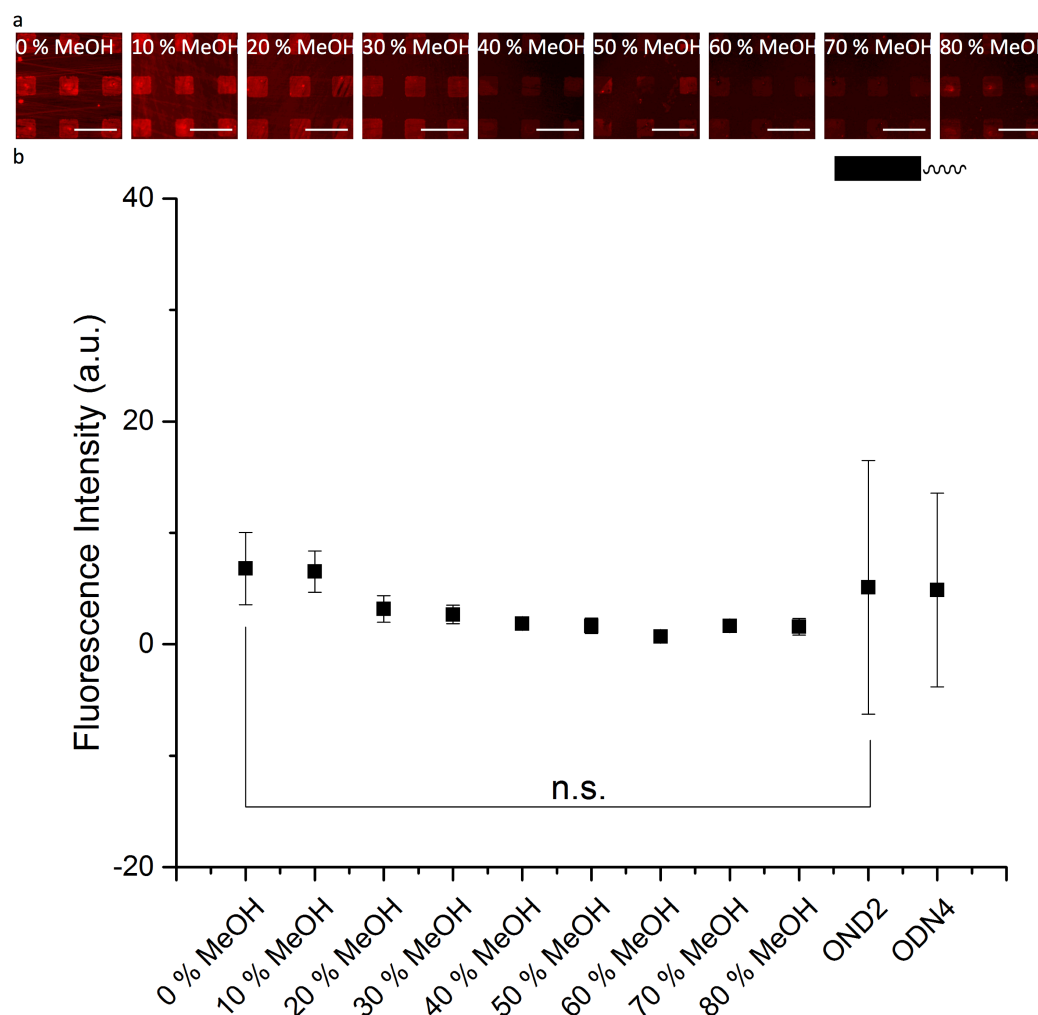 a
0 % MeOH 10 % MeOH 20 % MeOH 30 % MeOH 40 % MeOH 50 % MeOH 60 % MeOH 70 % MeOH 80 % MeOH
b
40
20
0
-20
Fluorescence Intensity (a.u.)
n.s.
0 % MeOH
10 % MeOH
20 % MeOH
30 % MeOH
40 % MeOH
50 % MeOH
60 % MeOH
70 % MeOH
80 % MeOH
OND2
ODN4